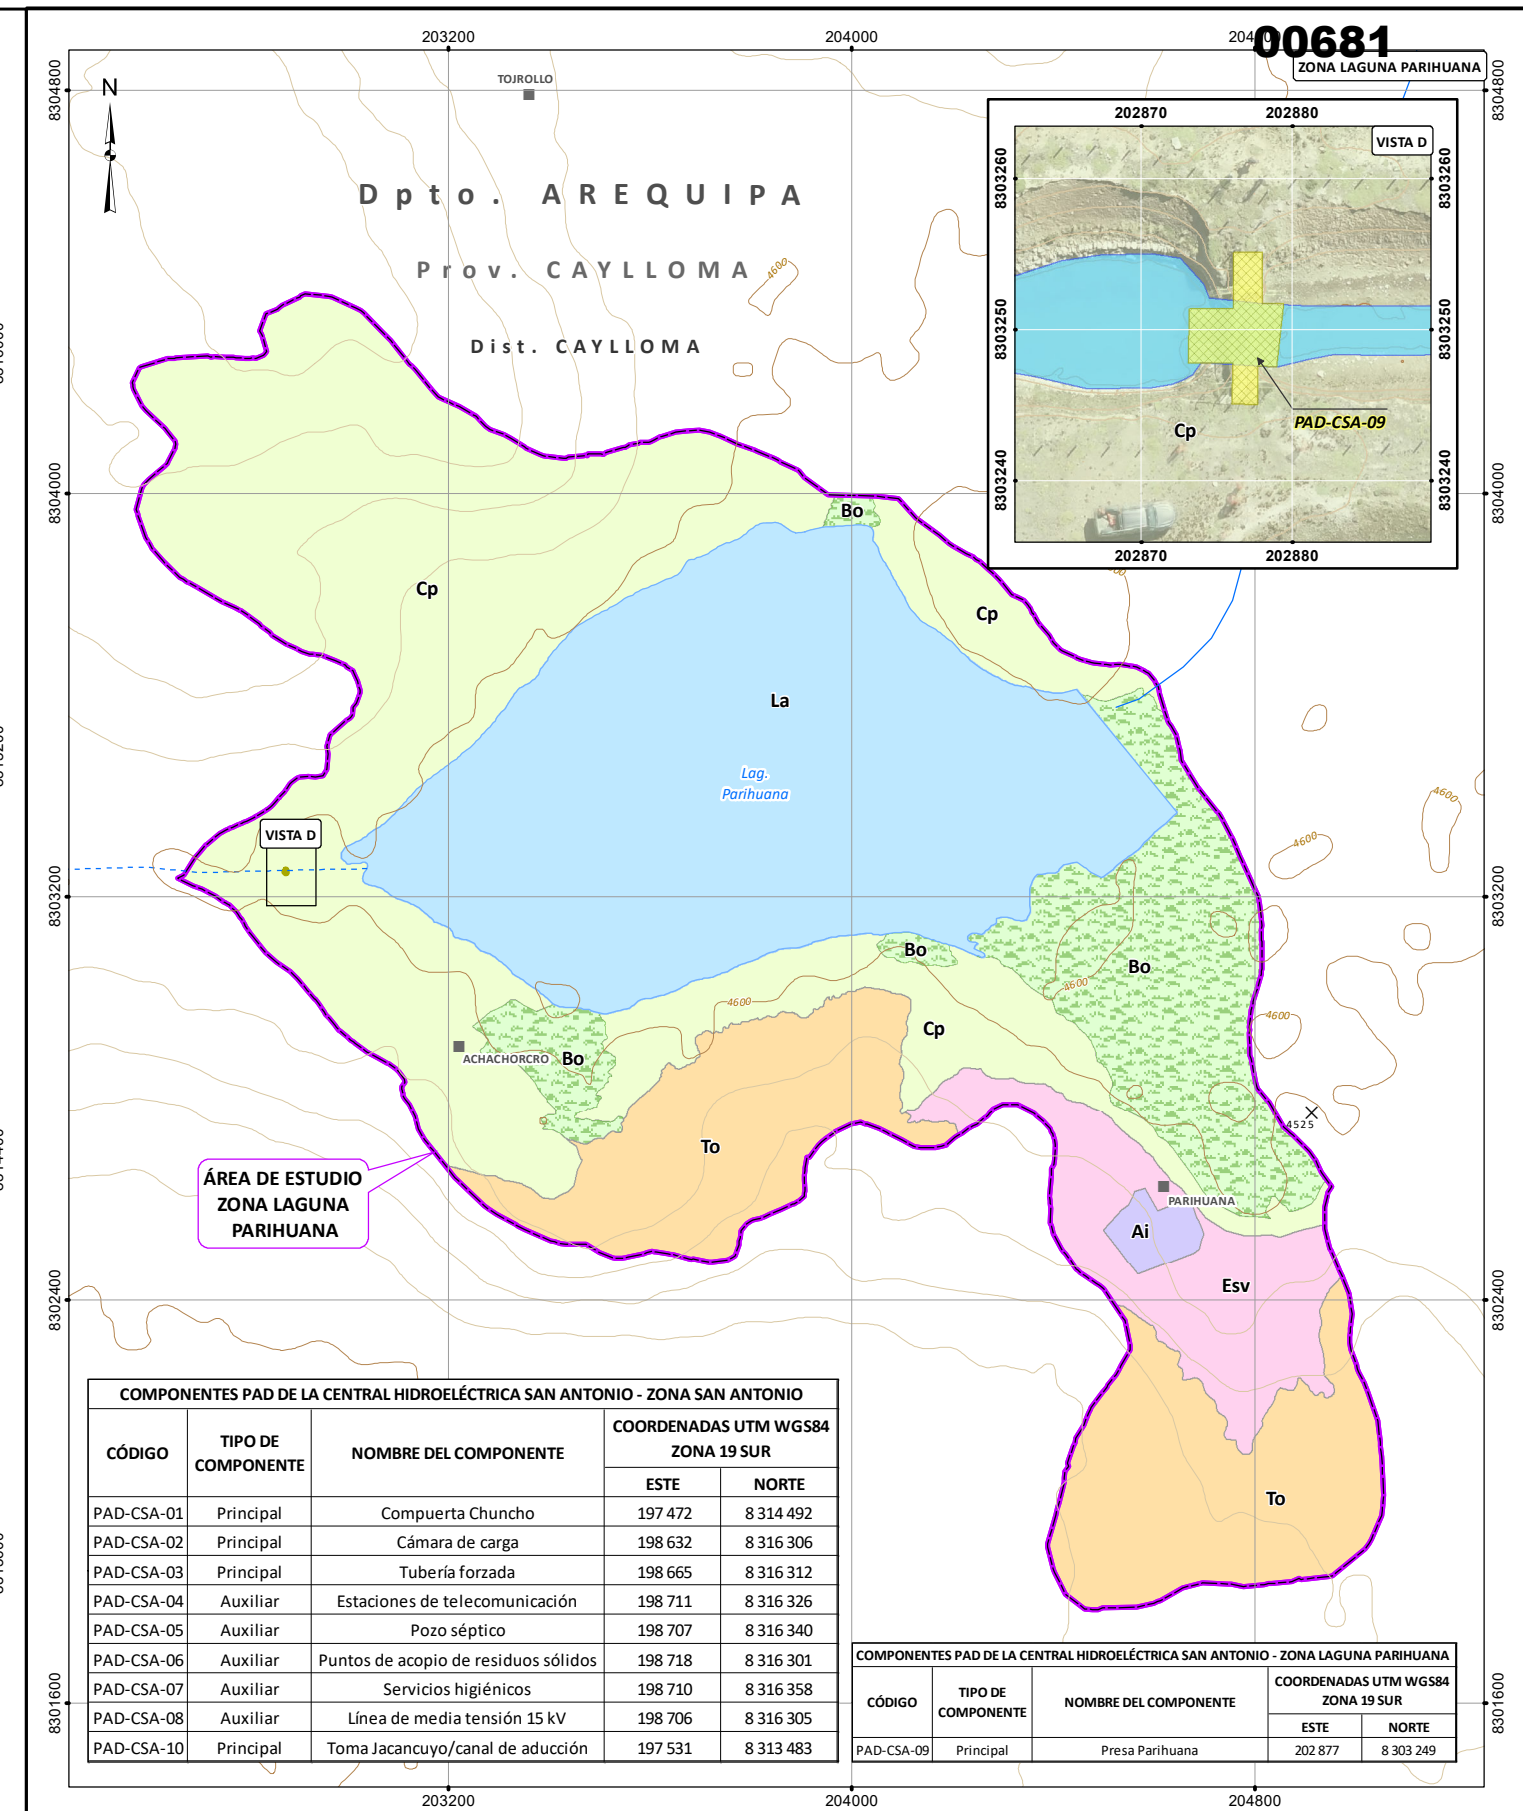 00681
203200
204000
ZONA LAGUNA PARIHUANA
8304800
8304800
N
TOJROLLO
202870
202880
VISTA D
8303260
8303260
Dpto. AREQUIPA
Prov. CAYLLOMA
4600
Dist. CAYLLOMA
8303250
8303250
PAD-CSA-09
Cp
8303240
8303240
202870
202880
8304000
8304000
Bo
Cp
Cp
La
Lag.
Parihuana
4600
4600
VISTA D
8303200
8303200
Bo
Bo
4600
4600
4600
Cp
ACHACHORCRO
Bo
4525
To
ÁREA DE ESTUDIO
ZONA LAGUNA
PARIHUANA
PARIHUANA
Ai
Esv
8302400
8302400
To
COMPONENTES PAD DE LA CENTRAL HIDROELÉCTRICA SAN ANTONIO - ZONA SAN ANTONIO
CÓDIGO
TIPO DE
COMPONENTE
NOMBRE DEL COMPONENTE
COORDENADAS UTM WGS84
ZONA 19 SUR
ESTE NORTE
PAD-CSA-01 Principal Compuerta Chuncho 197 472 8 314 492
PAD-CSA-02 Principal Cámara de carga 198 632 8 316 306
PAD-CSA-03 Principal Tubería forzada 198 665 8 316 312
PAD-CSA-04 Auxiliar Estaciones de telecomunicación 198 711 8 316 326
PAD-CSA-05 Auxiliar Pozo séptico 198 707 8 316 340
PAD-CSA-06 Auxiliar Puntos de acopio de residuos sólidos 198 718 8 316 301
PAD-CSA-07 Auxiliar Servicios higiénicos 198 710 8 316 358
PAD-CSA-08 Auxiliar Línea de media tensión 15 kV 198 706 8 316 305
PAD-CSA-10 Principal Toma Jacancuyo/canal de aducción 197 531 8 313 483
COMPONENTES PAD DE LA CENTRAL HIDROELÉCTRICA SAN ANTONIO - ZONA LAGUNA PARIHUANA
CÓDIGO
TIPO DE
COMPONENTE
NOMBRE DEL COMPONENTE
COORDENADAS UTM WGS84
ZONA 19 SUR
ESTE NORTE
PAD-CSA-09 Principal Presa Parihuana 202 877 8 303 249
8301600
8301600
203200
204000
204800